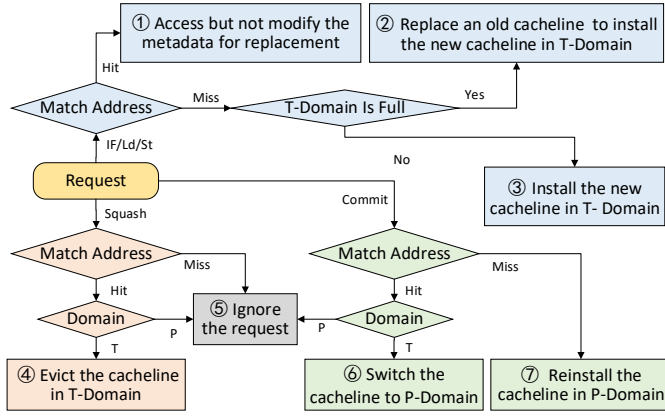 ① Access but not modify the
metadata for replacement
② Replace an old cacheline to install
the new cacheline in T-Domain
Hit
Match Address
Miss
T-Domain Is Full
Yes
IF/Ld/St
No
Request
③ Install the new
cacheline in T- Domain
Squash
Commit
Match Address
Miss
Match Address
Miss
Hit
Hit
Domain
P
⑤ Ignore
the request
P
Domain
T
T
④ Evict the cacheline
in T-Domain
⑥ Switch the
cacheline to P-Domain
⑦ Reinstall the
cacheline in P-Domain